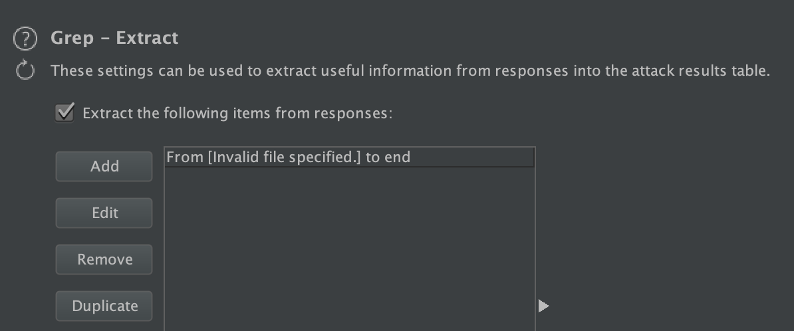 Grep – Extract
These settings can be used to extract useful information from responses into the attack results table.
Extract the following items from responses:
Add
From [Invalid file specified.] to end
Edit
Remove
Duplicate